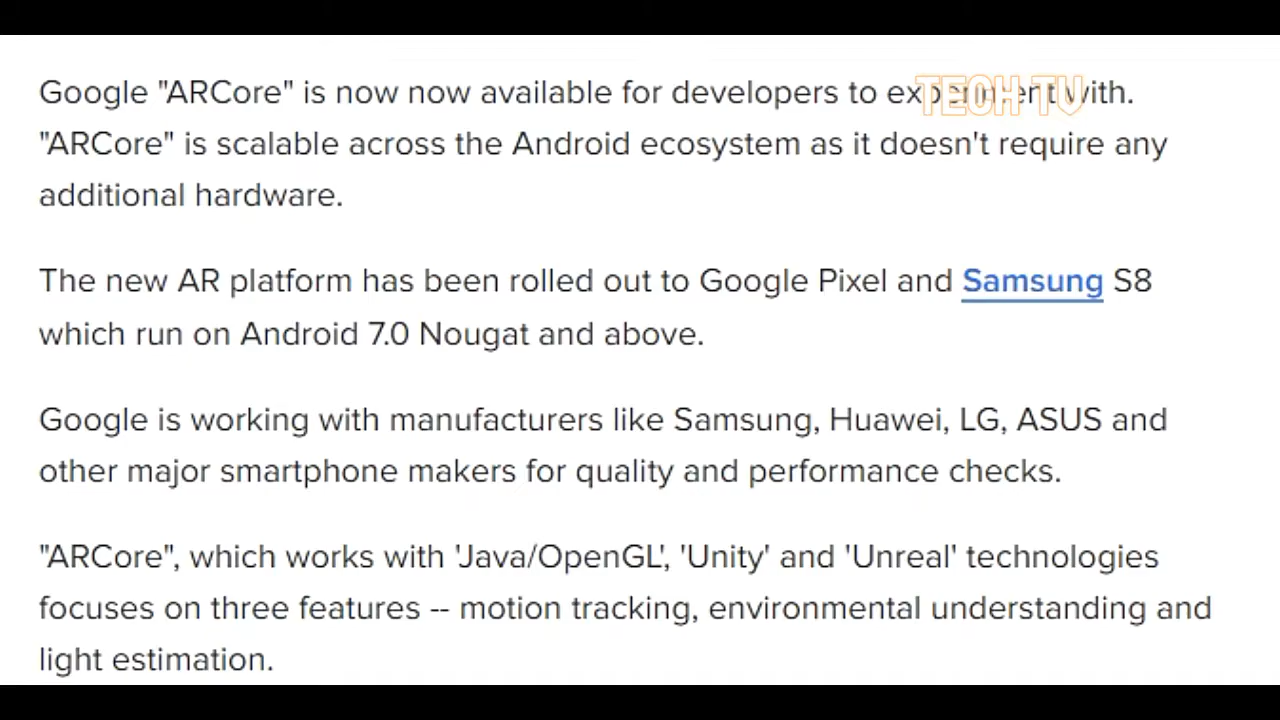 Google "ARCore" is now now available for developers to experiment with.
TECH TV
"ARCore" is scalable across the Android ecosystem as it doesn't require any
additional hardware.
The new AR platform has been rolled out to Google Pixel and Samsung S8
which run on Android 7.0 Nougat and above.
Google is working with manufacturers like Samsung, Huawei, LG, ASUS and
other major smartphone makers for quality and performance checks.
"ARCore", which works with 'Java/OpenGL', 'Unity' and 'Unreal' technologies
focuses on three features -- motion tracking, environmental understanding and
light estimation.